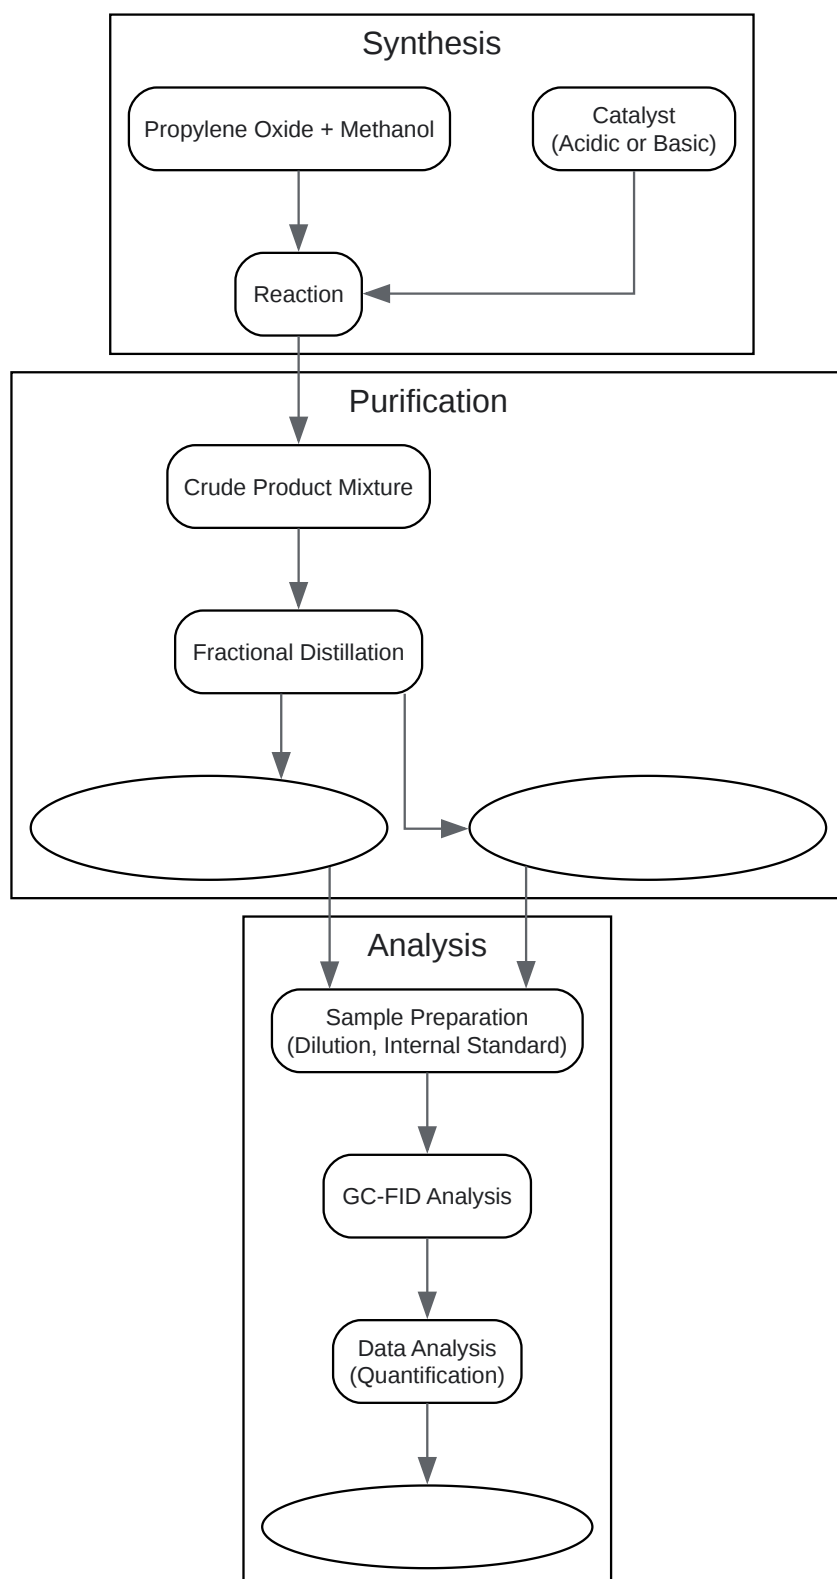 Synthesis
Propylene Oxide + Methanol
Catalyst
(Acidic or Basic)
Reaction
Purification
Crude Product Mixture
Fractional Distillation
Analysis
Sample Preparation
(Dilution, Internal Standard)
GC-FID Analysis
Data Analysis
(Quantification)